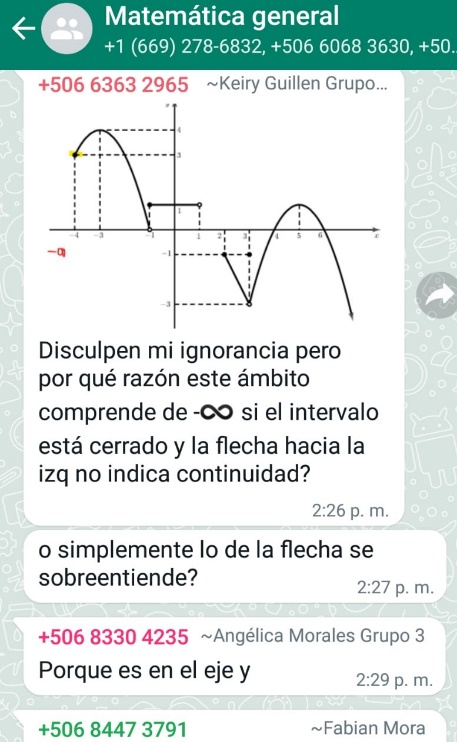 Matemática general
+1 (669) 278-6832, +506 6068 3630, +50..
+506 6363 2965 ~Keiry Guillen Grupo...
4
3
1
-4 -3 -1 1 2 3 4 5 6 x
-1
-3
Disculpen mi ignorancia pero
por qué razón este ámbito
comprende de -∞ si el intervalo
está cerrado y la flecha hacia la
izq no indica continuidad?
2:26 p. m.
o simplemente lo de la flecha se
sobreentiende?
2:27 p. m.
+506 8330 4235 ~Angélica Morales Grupo 3
Porque es en el eje y
2:29 p. m.
+506 8447 3791 ~Fabian Mora